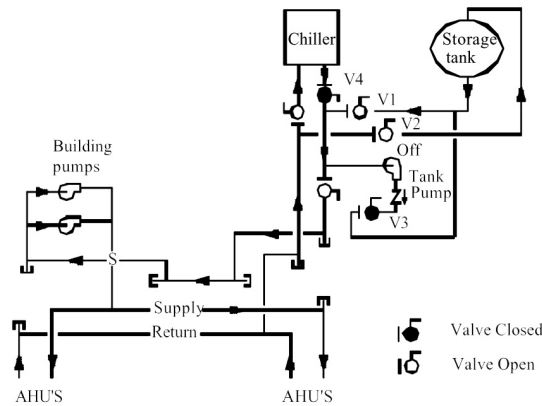 Chiller
Storage
tank
V4
V1
V2
Off
Tank
Pump
V3
Building
pumps
S
Supply
Return
AHU'S
AHU'S
Valve Closed
Valve Open